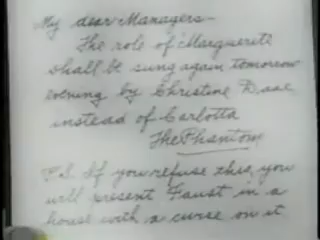 My dear Managers—
The role of "Marguerite"
shall be sung again tomorrow
evening by Christine Daae
instead of Carlotta
The Phantom
P.S. If you refuse this, you
will present Faust in a
house with a curse on it